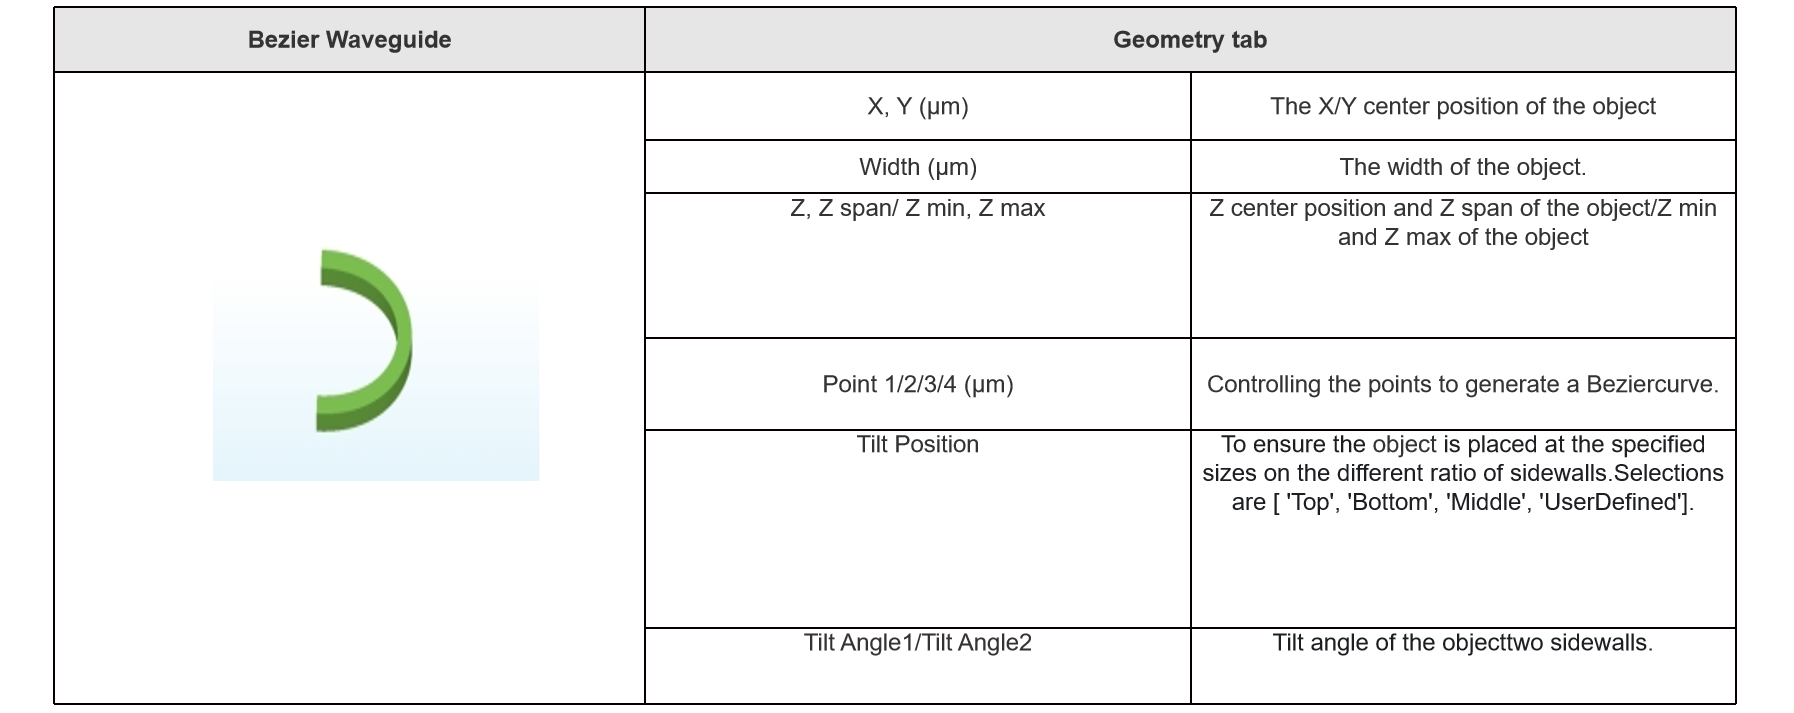 Bezier Waveguide
Geometry tab
X, Y (μm)
The X/Y center position of the object
Width (μm)
The width of the object.
Z, Z span/ Z min, Z max
Z center position and Z span of the object/Z min
and Z max of the object
Point 1/2/3/4 (μm)
Controlling the points to generate a Beziercurve.
Tilt Position
To ensure the object is placed at the specified
sizes on the different ratio of sidewalls.Selections
are [ 'Top', 'Bottom', 'Middle', 'UserDefined'].
Tilt Angle1/Tilt Angle2
Tilt angle of the objecttwo sidewalls.